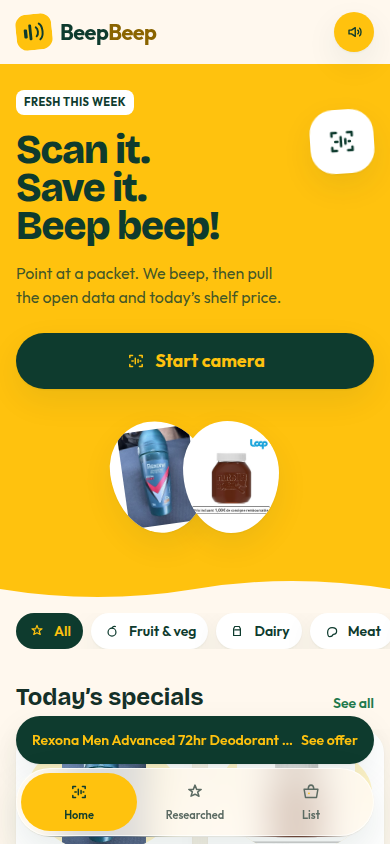 BeepBeep
FRESH THIS WEEK
Scan it.
Save it.
Beep beep!
Point at a packet. We beep, then pull
the open data and today's shelf price.
Start camera
Rexona
Loop
All
Fruit & veg
Dairy
Meat
Today's specials
See all
Rexona Men Advanced 72hr Deodorant ... See offer
Home
Researched
List